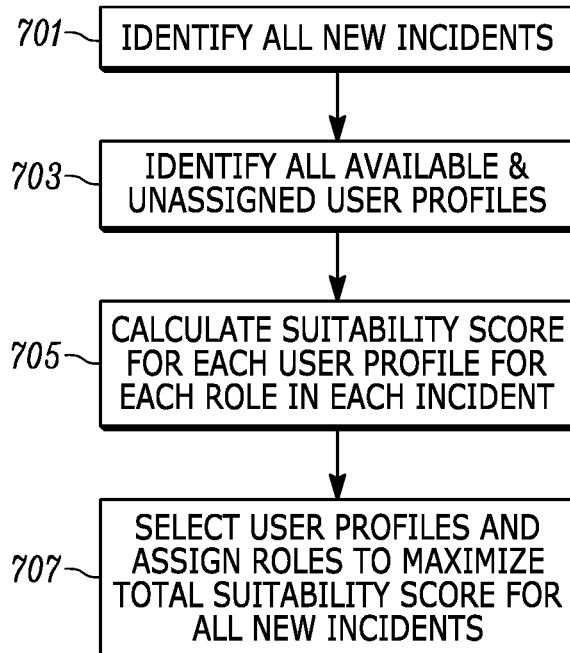 701
IDENTIFY ALL NEW INCIDENTS
703
IDENTIFY ALL AVAILABLE &
UNASSIGNED USER PROFILES
705
CALCULATE SUITABILITY SCORE
FOR EACH USER PROFILE FOR
EACH ROLE IN EACH INCIDENT
707
SELECT USER PROFILES AND
ASSIGN ROLES TO MAXIMIZE
TOTAL SUITABILITY SCORE FOR
ALL NEW INCIDENTS